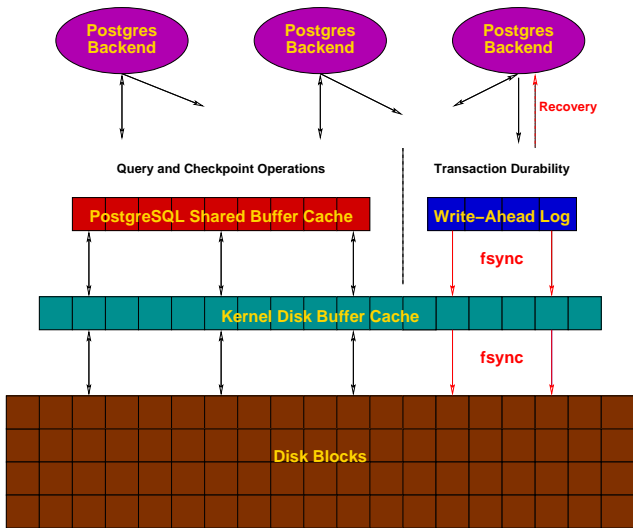 Postgres
Backend
Postgres
Backend
Postgres
Backend
Recovery
Query and Checkpoint Operations
Transaction Durability
PostgreSQL Shared Buffer Cache
Write−Ahead Log
fsync
Kernel Disk Buffer Cache
fsync
Disk Blocks